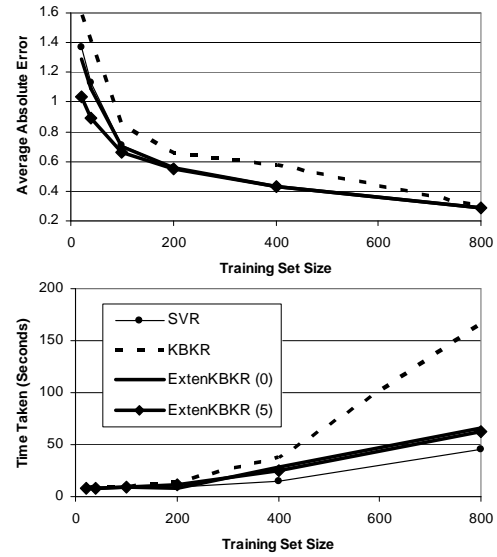 1.6
1.4
1.2
1
0.8
0.6
0.4
0.2
Average Absolute Error
0 200 400 600 800
Training Set Size
200
150
100
50
0
Time Taken (Seconds)
SVR
KBKR
ExtenKBKR (0)
ExtenKBKR (5)
0 200 400 600 800
Training Set Size